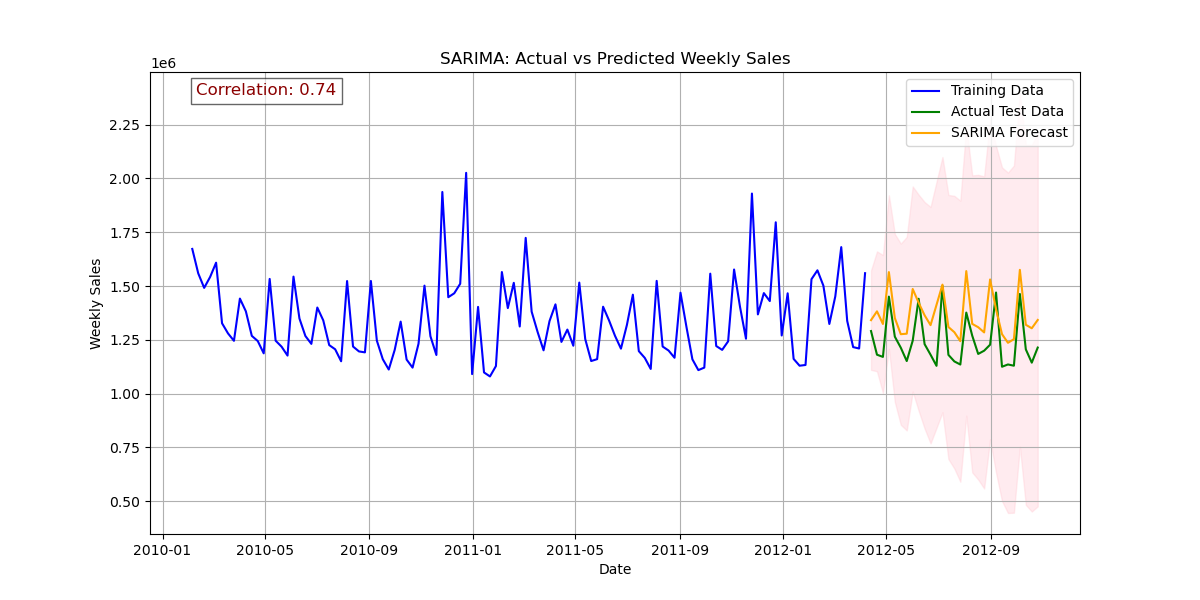 SARIMA: Actual vs Predicted Weekly Sales
1e6
Correlation: 0.74
Training Data
Actual Test Data
SARIMA Forecast
2.25
2.00
1.75
1.50
1.25
1.00
0.75
0.50
Weekly Sales
2010-01 2010-05 2010-09 2011-01 2011-05 2011-09 2012-01 2012-05 2012-09
Date